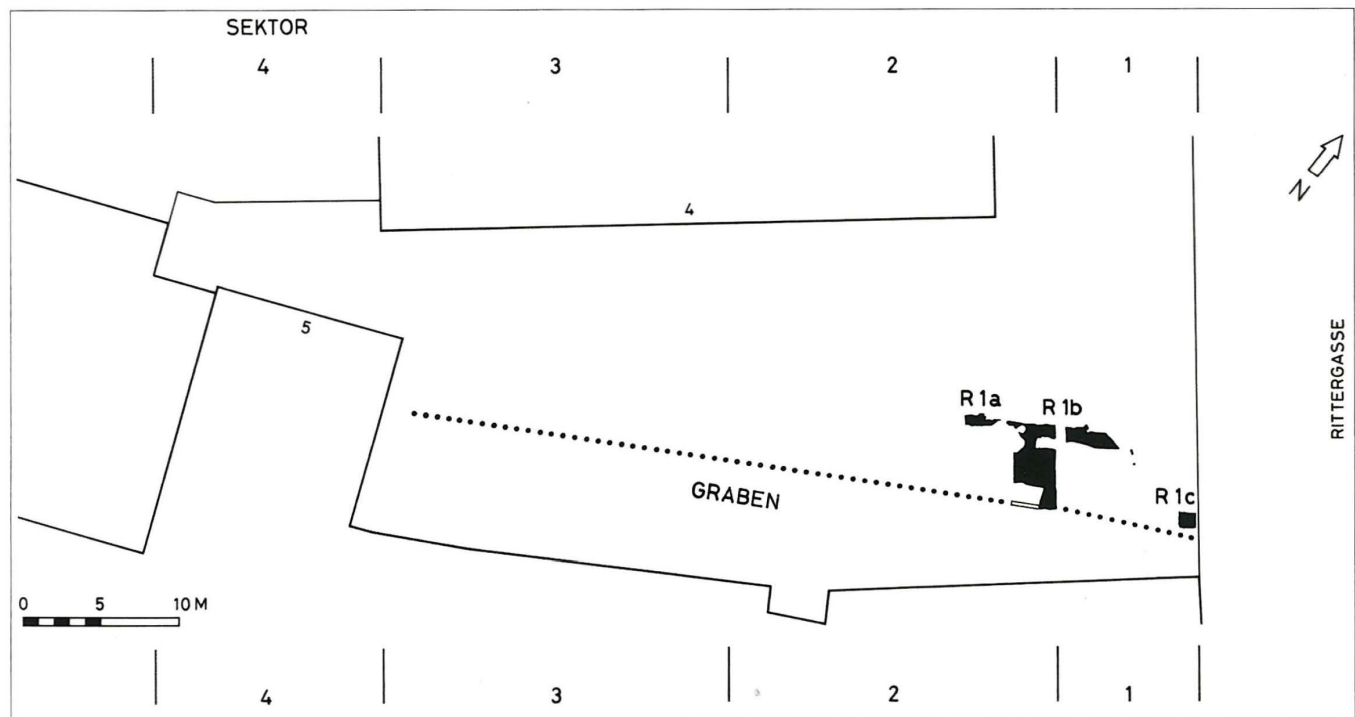 SEKTOR
4 3 2 1
4
N
5
RITTERGASSE
R 1a R 1b
GRABEN
R 1c
0 5 10 M
4 3 2 1